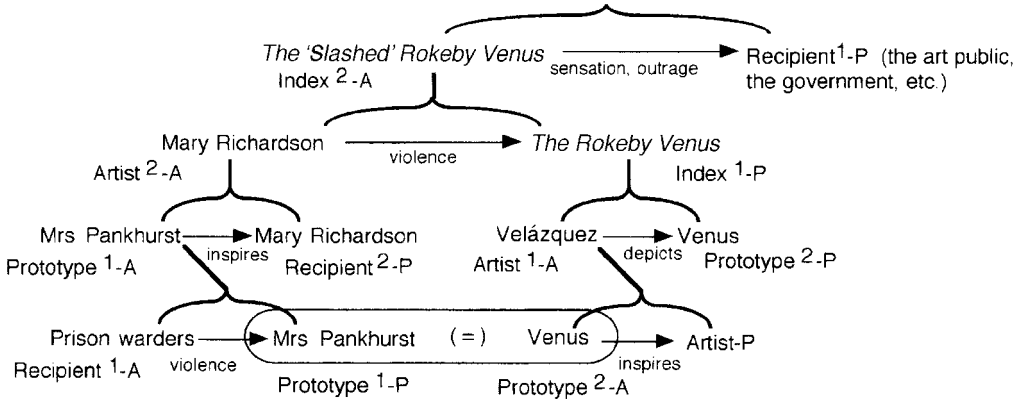 The 'Slashed' Rokeby Venus
sensation, outrage
Recipient 1-P (the art public,
the government, etc.)
Index 2-A
Mary Richardson
violence
The Rokeby Venus
Artist 2-A
Index 1-P
Mrs Pankhurst
inspires
Mary Richardson
Velázquez
depicts
Venus
Prototype 1-A
Recipient 2-P
Artist 1-A
Prototype 2-P
Prison warders
violence
Mrs Pankhurst
(=)
Venus
inspires
Artist-P
Recipient 1-A
Prototype 1-P
Prototype 2-A